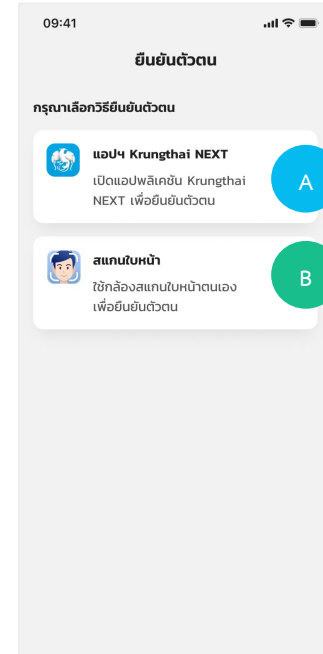 09:41
ยืนยันตัวตน
กรุณาเลือกวิธียืนยันตัวตน
แอปฯ Krungthai NEXT
เปิดแอปพลิเคชัน Krungthai
NEXT เพื่อยืนยันตัวตน
A
สแกนใบหน้า
ใช้กล้องสแกนใบหน้าตนเอง
เพื่อยืนยันตัวตน
B